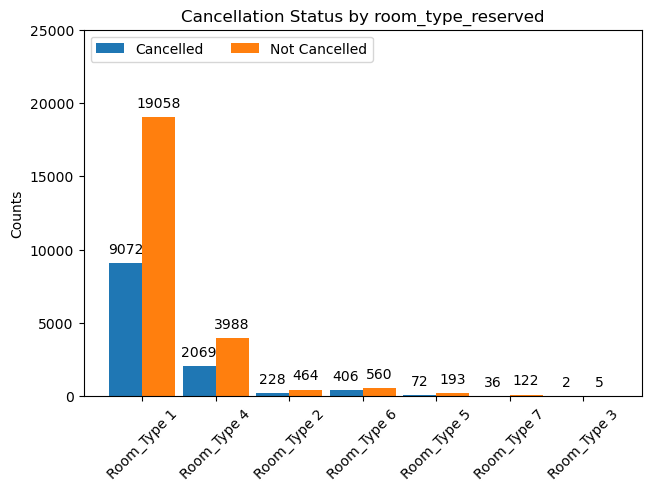 Cancellation Status by room_type_reserved
Cancelled
Not Cancelled
Counts
25000
20000
15000
10000
5000
0
9072
19058
2069
3988
228
464
406
560
72
193
36
122
2
5
Room_Type 1
Room_Type 4
Room_Type 2
Room_Type 6
Room_Type 5
Room_Type 7
Room_Type 3